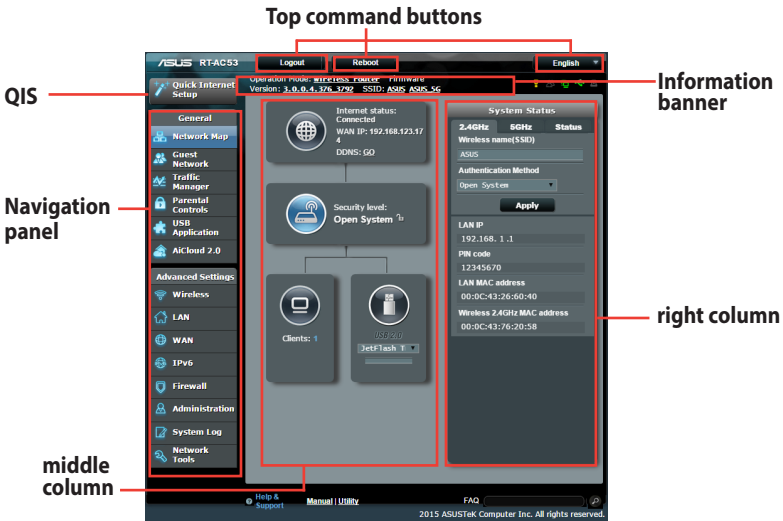 Top command buttons
QIS
Navigation
panel
middle
column
Information
banner
right column
ASUS RT-AC53
Logout
Reboot
English
Quick Internet
Setup
Operation Mode: Wireless Router Firmware
Version: 3.0.0.4.376_3792 SSID: ASUS ASUS_5G
General
Network Map
Guest
Network
Traffic
Manager
Parental
Controls
USB
Application
AiCloud 2.0
Advanced Settings
Wireless
LAN
WAN
IPv6
Firewall
Administration
System Log
Network
Tools
Internet status:
Connected
WAN IP: 192.168.123.17
4
DDNS: GO
Security level:
Open System
Clients: 1
USB 2.0
JetFlash T
System Status
2.4GHz 5GHz Status
Wireless name(SSID)
ASUS
Authentication Method
Open System
Apply
LAN IP
192.168. 1 .1
PIN code
12345670
LAN MAC address
00:0C:43:26:60:40
Wireless 2.4GHz MAC address
00:0C:43:76:20:58
Help &
Support
Manual | Utility
FAQ
2015 ASUSTeK Computer Inc. All rights reserved.